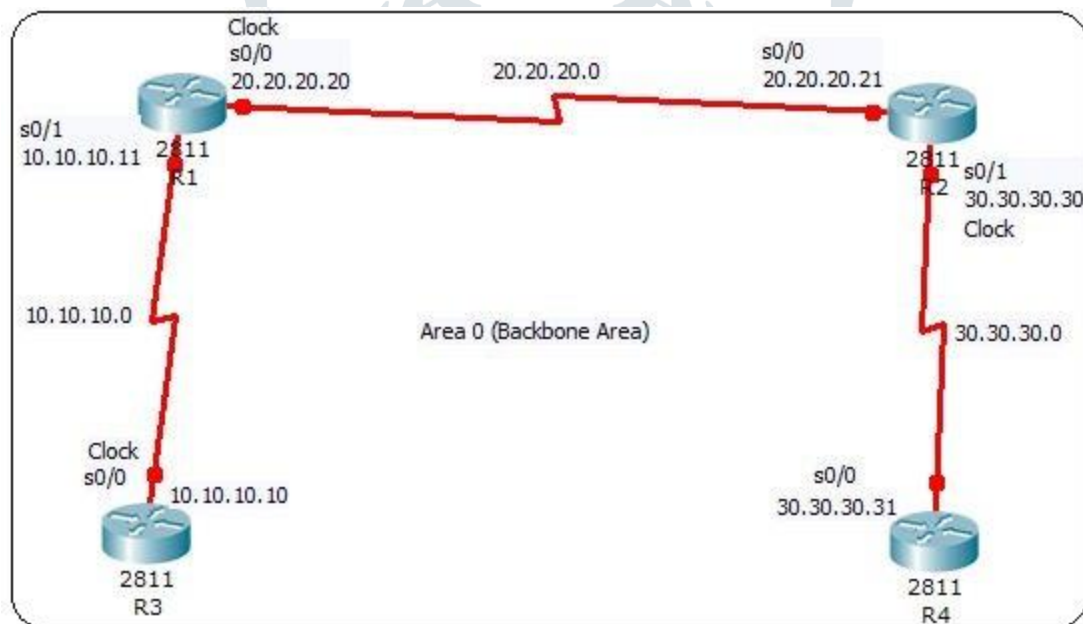 Clock
s0/0
20.20.20.20
20.20.20.0
s0/0
20.20.20.21
s0/1
10.10.10.11
2811
R1
2811
R2
s0/1
30.30.30.30
Clock
10.10.10.0
Area 0 (Backbone Area)
30.30.30.0
Clock
s0/0
10.10.10.10
s0/0
30.30.30.31
2811
R3
2811
R4